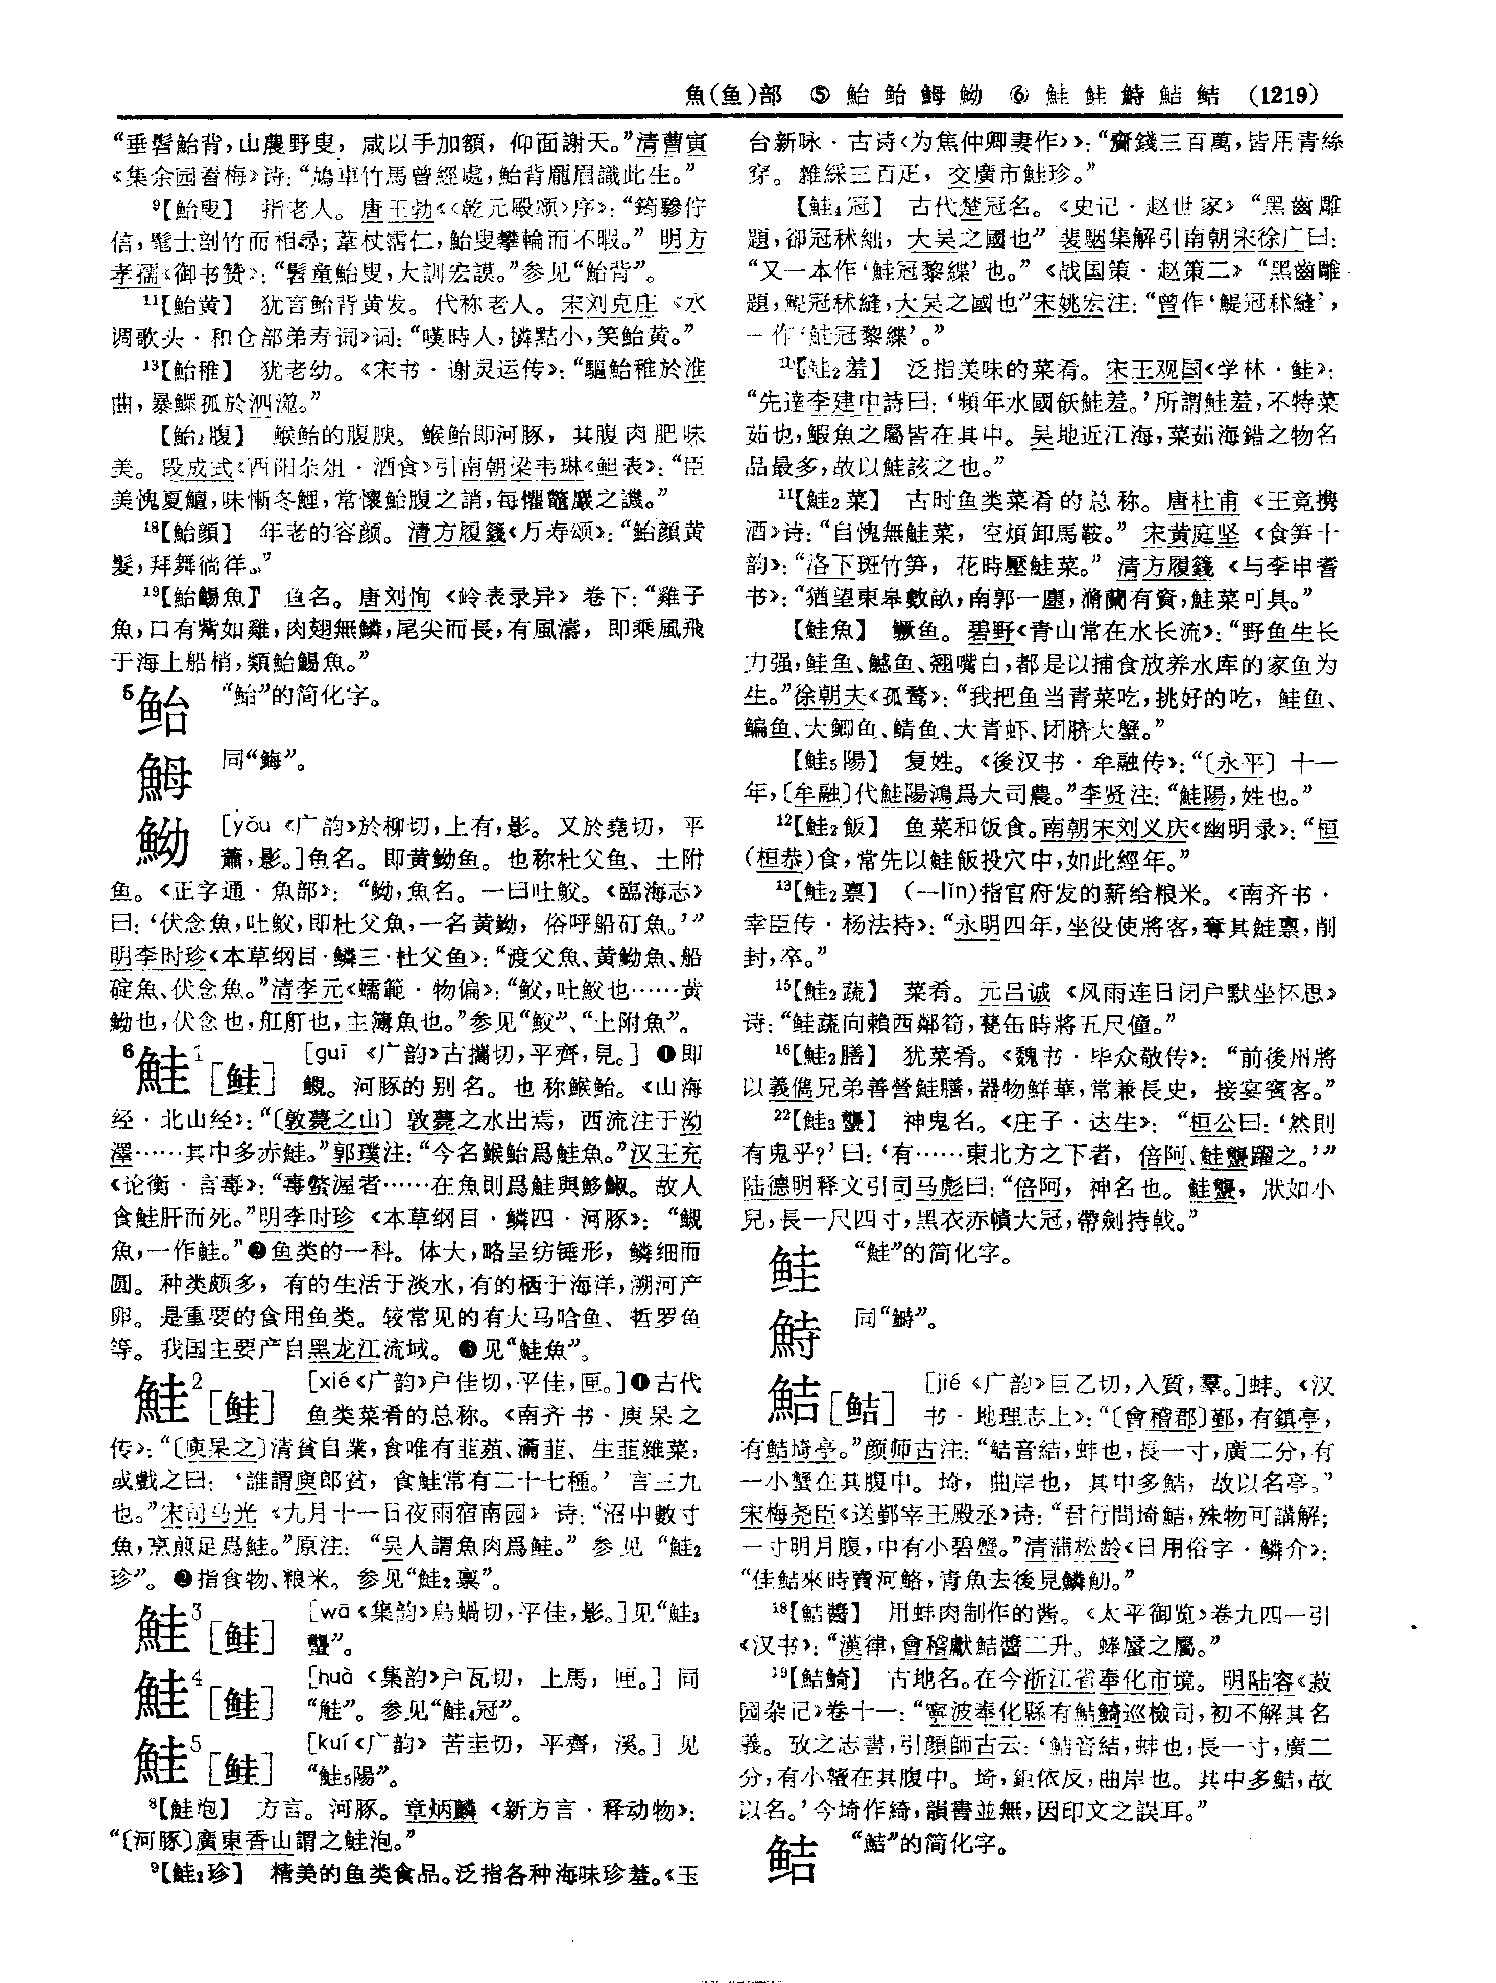 魚(鱼)部 ⑤ 鮐 鲐 鮙 魩 ⑥ 鮭 鲑 鮚 鲒 (1219)
“垂髫鮐背，山農野叟，咸以手加額，仰面謝天。”清曹寅
《集余园看梅》诗：“鳩車竹馬曾經處，鮐背龐眉識此生。”
⁹【鮐叟】 指老人。唐王勃《〈乾元殿颂〉序》：
信，髦士剖竹而相尋；葦杖霑仁，鮐叟攀輪而不暇。” 明方
孝孺《御书赞》：“髫童鮐叟，大訓宏謨。”参见“鮐背”。
¹¹【鮐黄】 犹言鲐背黄发。代称老人。宋刘克庄《水
调歌头·和仓部弟寿词》词：“嘆時人，憐黠小，笑鮐黄。”
¹³【鮐稚】 犹老幼。《宋书·谢灵运传》：“驅鮐稚於淮
曲，暴鰥孤於泗澨。”
【鮐₂腹】 鯸鲐的腹腴。鯸鲐即河豚，其腹肉肥味
美。段成式《酉阳杂俎·酒食》引南朝梁韦琳《䱇表》：“臣
美愧夏鱣，味慚冬鯉，常懷鮐腹之誚，每懼鼈巖之譏。”
¹⁸【鮐顔】 年老的容颜。清方履籛《万寿颂》：“鮐顔黄
髮，拜舞徜徉。”
¹⁹【鮐鰑魚】 鱼名。唐刘恂《岭表录异》卷下：“雞子
魚，口有觜如雞，肉翅無鱗，尾尖而長，有風濤，即乘風飛
于海上船梢，類鮐鰑魚。”
⁵鲐 “鮐”的简化字。
同“鋂”。
魩 [yǒu 《广韵》於柳切，上有，影。又於堯切，平
蕭，影。]鱼名。即黄鮋鱼。也称杜父鱼、土附
鱼。《正字通·魚部》：“䱂，魚名。一曰吐鮫。《臨海志》
曰：‘伏念魚，吐鮫，即杜父魚，一名黄䱂，俗呼船矴魚。’”
明李时珍《本草纲目·鳞三·杜父鱼》：“渡父魚、黄䱂魚、船
碇魚、伏念魚。”清李元《蠕範·物偏》：“鮫，吐鮫也……黄
䱂也，伏念也，舡矴也，主簿魚也。”参见“鮫”、“土附魚”。
⁶鮭¹[鲑] [guī 《广韵》古攜切，平齊，見。] ❶即
鯢。河豚的别名。也称鯸鲐。《山海
经·北山经》：“〔敦薨之山〕敦薨之水出焉，西流注于泑
澤……其中多赤鮭。”郭璞注：“今名鯸鮐爲鮭魚。”汉王充
《论衡·言毒》：“毒螫渥者……在魚則爲鮭與䱗䱋。故人
食鮭肝而死。”明李时珍《本草纲目·鳞四·河豚》：“䲅
魚，一作鮭。”❷鱼类的一科。体大，略呈纺锤形，鳞细而
圆。种类颇多，有的生活于淡水，有的栖于海洋，溯河产
卵。是重要的食用鱼类。较常见的有大马哈鱼、哲罗鱼
等。我国主要产自黑龙江流域。❸见“鮭魚”。
鮭²[鲑] [xié《广韵》户佳切，平佳，匣。]❶古代
鱼类菜肴的总称。《南齐书·庾杲之
传》：“〔庾杲之〕清貧自業，食唯有韮葅、瀹韮、生韮雜菜，
或戲之曰：‘誰謂庾郎貧，食鮭常有二十七種。’言三九
也。”宋司马光《九月十一日夜雨宿南园》诗：“沼中數寸
魚，烹煎足爲鮭。”原注：“吴人謂魚肉爲鮭。”参见“鮭₂
珍”。❷指食物、粮米。参见“鮭₂禀”。
鮭³[鲑] [wā《集韵》烏蝸切，平佳，影。]见“鮭₃
蠪”。
鮭⁴[鲑] [huà《集韵》户瓦切，上馬，匣。]同
“觟”。参见“鮭₄冠”。
鮭⁵[鲑] [kuí《广韵》苦圭切，平齊，溪。]见
“鮭₅陽”。
⁸【鮭炮】 方言。河豚。章炳麟《新方言·释动物》：
“〔河豚〕廣東香山謂之鮭泡。”
⁹【鮭₂珍】 精美的鱼类食品。泛指各种海味珍羞。《玉
台新咏·古诗〈为焦仲卿妻作〉》：“齎錢三百萬，皆用青絲
穿。雜綵三百疋，交廣市鮭珍。”
【鮭₄冠】 古代楚冠名。《史记·赵世家》“黑齒雕
題，卻冠秫絀，大吴之國也”裴駰集解引南朝宋徐广曰：
“又一本作‘鮭冠黎緤’也。”《战国策·赵策二》“黑齒雕
題，鯷冠秫縫，大吴之國也”宋姚宏注：“曾作‘鯷冠秫縫’，
一作‘鮭冠黎緤’。”
¹¹【鮭₂羞】 泛指美味的菜肴。宋王观国《学林·鮭》：
“先達李建中詩曰：‘頻年水國飫鮭羞。’所謂鮭羞，不特菜
茹也，鰕魚之屬皆在其中。吴地近江海，菜茹海錯之物名
品最多，故以鮭該之也。”
¹¹【鮭₂菜】 古时鱼类菜肴的总称。唐杜甫《王竟携
酒》诗：“自愧無鮭菜，空煩卸馬鞍。”宋黄庭坚《食笋十
韵》：“洛下斑竹笋，花時壓鮭菜。”清方履籛《与李申耆
书》：“猶望東皋數畝，南郭一廛，滫瀡有資，鮭菜可具。”
【鮭魚】 鳜鱼。碧野《青山常在水长流》：“野鱼生长
力强，鲑鱼、鳡鱼、翘嘴白，都是以捕食放养水库的家鱼为
生。”徐朝夫《孤鹜》：“我把鱼当青菜吃，挑好的吃，鲑鱼、
鳊鱼、大鲫鱼、鲭鱼、大青虾、团脐大蟹。”
【鮭₅陽】 复姓。《後汉书·牟融传》：“〔永平〕十一
年，〔牟融〕代鮭陽鴻爲大司農。”李贤注：“鮭陽，姓也。”
¹²【鮭₂飯】 鱼菜和饭食。南朝宋刘义庆《幽明录》：“桓
（桓恭）食，常先以鮭飯投穴中，如此經年。”
¹³【鮭₂禀】 （—lǐn）指官府发的薪给粮米。《南齐书·
幸臣传·杨法持》：“永明四年，坐役使將客，奪其鮭禀，削
封，卒。”
¹⁵【鮭₂蔬】 菜肴。元吕诚《风雨连日闭户默坐怀思》
诗：“鮭蔬向賴西鄰筍，甕缶時將五尺僮。”
¹⁶【鮭₂膳】 犹菜肴。《魏书·毕众敬传》：“前後州將
以義儁兄弟善營鮭膳，器物鮮華，常兼長史，接宴賓客。”
²²【鮭₃蠪】 神鬼名。《庄子·达生》：“桓公曰：‘然則
有鬼乎？’曰：‘有……東北方之下者，倍阿、鮭蠪躍之。’”
陆德明释文引司马彪曰：“倍阿，神名也。鮭蠪，狀如小
兒，長一尺四寸，黑衣赤幘大冠，帶劍持戟。”
鲑 “鮭”的简化字。
同“鰣”。
鮚[鲒] [jié《广韵》巨乙切，入質，羣。]蚌。《汉
书·地理志上》：“〔會稽郡〕鄞，有鎮亭，
有鮚埼亭。”颜师古注：“鮚音結，蚌也，長一寸，廣二分，有
一小蟹在其腹中。埼，曲岸也，其中多鮚，故以名亭。”
宋梅尧臣《送鄞宰王殿丞》诗：“君行問埼鮚，殊物可講解；
一寸明月腹，中有小碧蟹。”清蒲松龄《日用俗字·鳞介》：
“佳鮚來時賣河鮥，青魚去後見鱗魛。”
¹⁸【鮚醬】 用蚌肉制作的酱。《太平御览》卷九四一引
《汉书》：“漢律，會稽獻鮚醬二升。蜂蜃之屬。”
¹⁹【鮚崎】 古地名。在今浙江省奉化市境。明陆容《菽
园杂记》卷十一：“寧波奉化縣有鮚崎巡檢司，初不解其名
義。攷之志書，引顔師古云：‘鮚音結，蚌也，長一寸，廣二
分，有小蟹在其腹中。埼，鉅依反，曲岸也。其中多鮚，故
以名。’今埼作綺，韻書並無，因印文之誤耳。”
鲒 “鮚”的简化字。